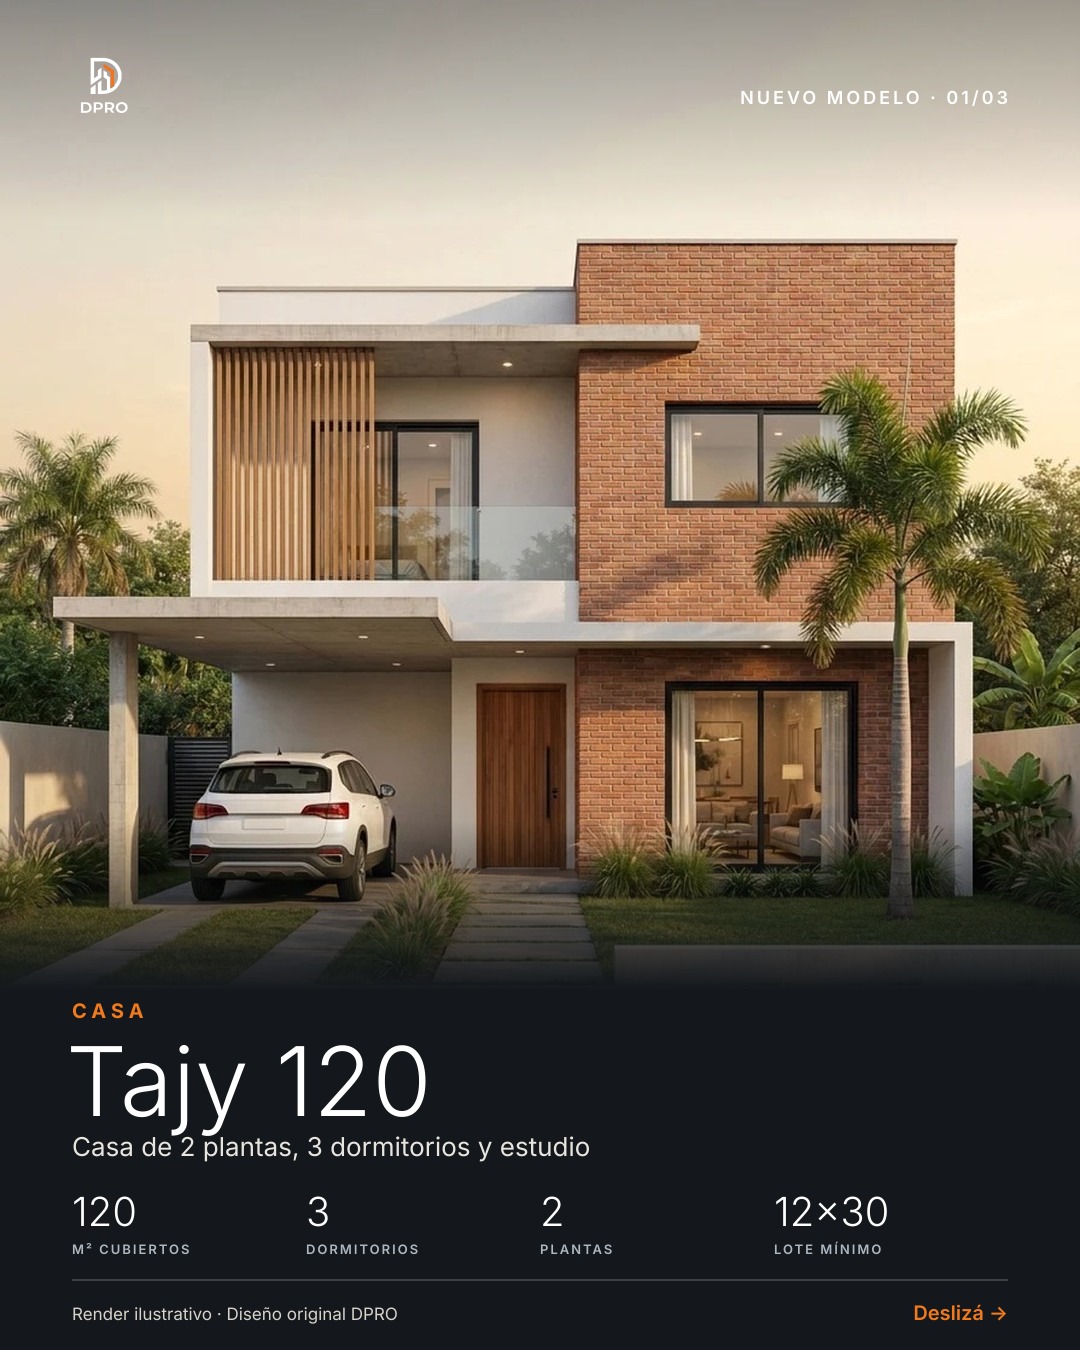 DPRO
NUEVO MODELO · 01/03
CASA
Tajy 120
Casa de 2 plantas, 3 dormitorios y estudio
120
M² CUBIERTOS
3
DORMITORIOS
2
PLANTAS
12×30
LOTE MÍNIMO
Render ilustrativo · Diseño original DPRO
Deslizá →